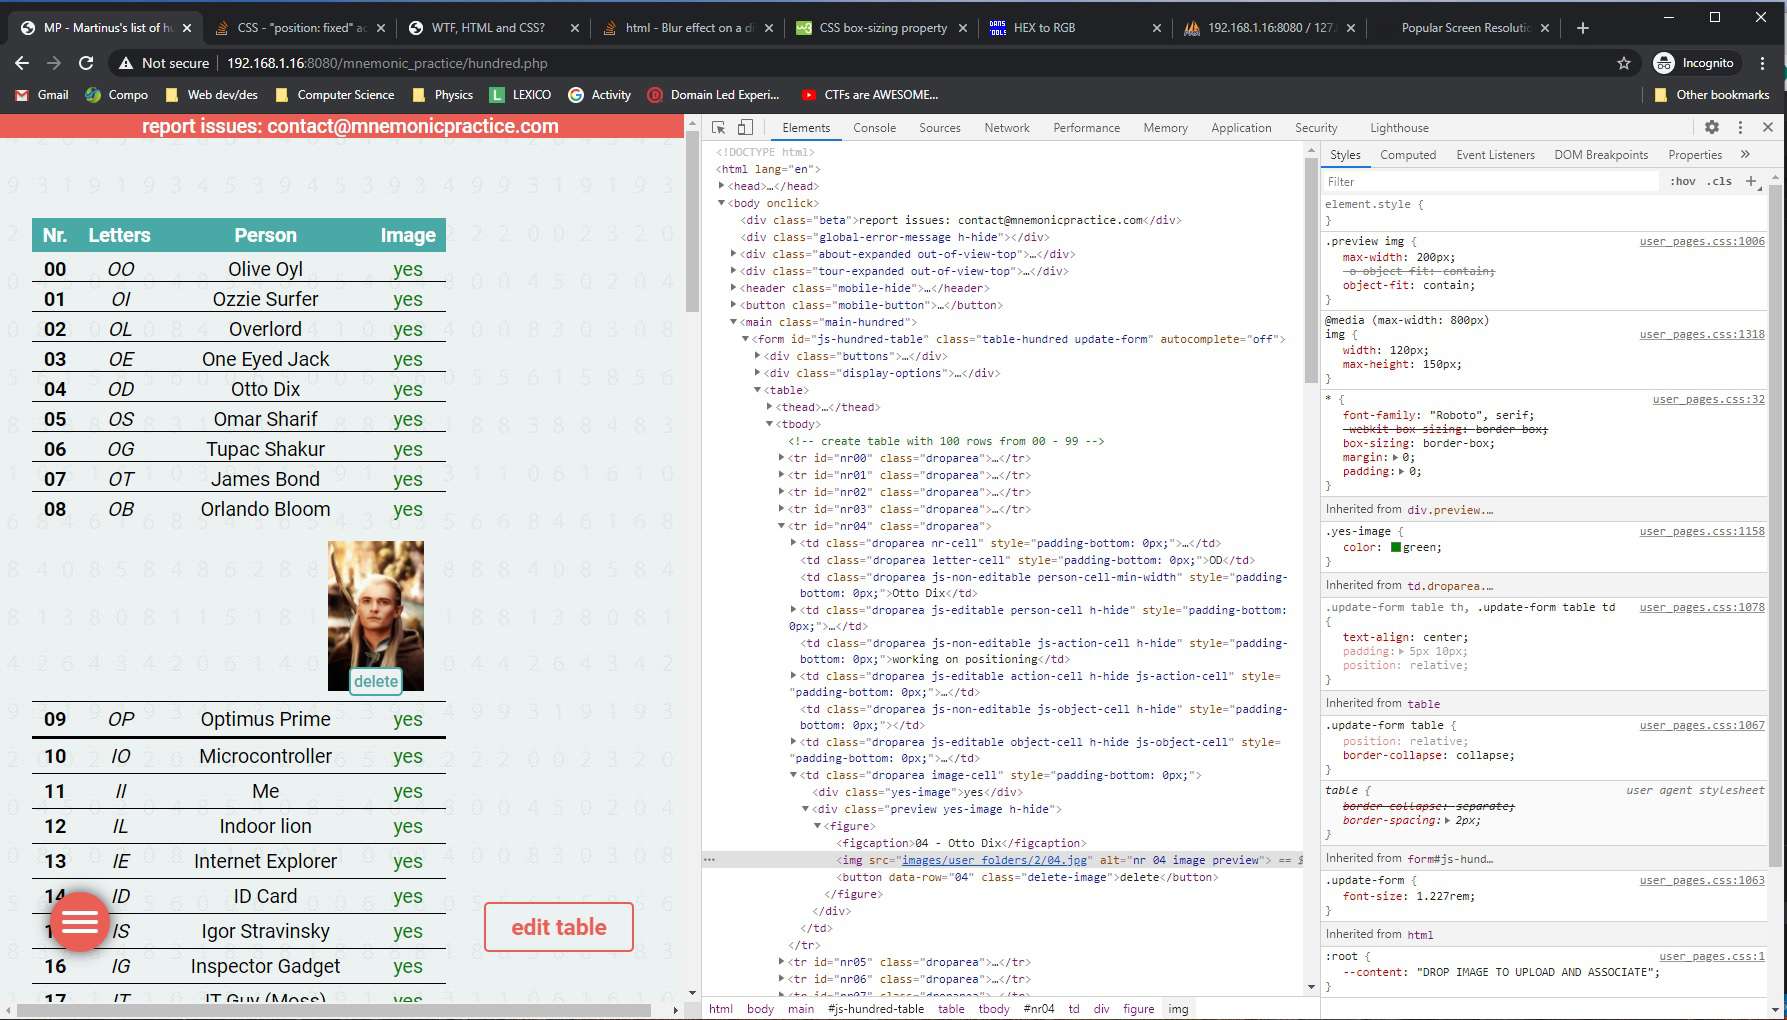 MP - Martinus's list of hu
CSS - "position: fixed" ac
WTF, HTML and CSS?
html - Blur effect on a di
CSS box-sizing property
HEX to RGB
192.168.1.16:8080 / 127.
Popular Screen Resolutio
Not secure
192.168.1.16:8080/mnemonic_practice/hundred.php
Incognito
Gmail
Compo
Web dev/des
Computer Science
Physics
LEXICO
Activity
Domain Led Experi...
CTFs are AWESOME...
Other bookmarks
report issues: contact@mnemonicpractice.com
Nr. Letters Person Image
00 OO Olive Oyl yes
01 OI Ozzie Surfer yes
02 OL Overlord yes
03 OE One Eyed Jack yes
04 OD Otto Dix yes
05 OS Omar Sharif yes
06 OG Tupac Shakur yes
07 OT James Bond yes
08 OB Orlando Bloom yes
delete
09 OP Optimus Prime yes
10 IO Microcontroller yes
11 II Me yes
12 IL Indoor lion yes
13 IE Internet Explorer yes
14 ID ID Card yes
IS Igor Stravinsky yes
16 IG Inspector Gadget yes
17 IT IT Guy (Moss) yes
edit table
Elements Console Sources Network Performance Memory Application Security Lighthouse
<!DOCTYPE html>
<html lang="en">
<head>…</head>
<body onclick>
<div class="beta">report issues: contact@mnemonicpractice.com</div>
<div class="global-error-message h-hide"></div>
<div class="about-expanded out-of-view-top">…</div>
<div class="tour-expanded out-of-view-top">…</div>
<header class="mobile-hide">…</header>
<button class="mobile-button">…</button>
<main class="main-hundred">
<form id="js-hundred-table" class="table-hundred update-form" autocomplete="off">
<div class="buttons">…</div>
<div class="display-options">…</div>
<table>
<thead>…</thead>
<tbody>
<!-- create table with 100 rows from 00 - 99 -->
<tr id="nr00" class="droparea">…</tr>
<tr id="nr01" class="droparea">…</tr>
<tr id="nr02" class="droparea">…</tr>
<tr id="nr03" class="droparea">…</tr>
<tr id="nr04" class="droparea">
<td class="droparea nr-cell" style="padding-bottom: 0px;">…</td>
<td class="droparea letter-cell" style="padding-bottom: 0px;">OD</td>
<td class="droparea js-non-editable person-cell-min-width" style="padding-
bottom: 0px;">Otto Dix</td>
<td class="droparea js-editable person-cell h-hide" style="padding-bottom:
0px;">…</td>
<td class="droparea js-non-editable js-action-cell h-hide" style="padding-
bottom: 0px;">working on positioning</td>
<td class="droparea js-editable action-cell h-hide js-action-cell" style=
"padding-bottom: 0px;">…</td>
<td class="droparea js-non-editable js-object-cell h-hide" style="padding-
bottom: 0px;"></td>
<td class="droparea js-editable object-cell h-hide js-object-cell" style=
"padding-bottom: 0px;">…</td>
<td class="droparea image-cell" style="padding-bottom: 0px;">
<div class="yes-image">yes</div>
<div class="preview yes-image h-hide">
<figure>
<figcaption>04 - Otto Dix</figcaption>
<img src="images/user_folders/2/04.jpg" alt="nr 04 image preview"> == $
<button data-row="04" class="delete-image">delete</button>
</figure>
</div>
</td>
</tr>
<tr id="nr05" class="droparea">…</tr>
<tr id="nr06" class="droparea">…</tr>
<tr id="nr07" class="droparea">…</tr>
html body main #js-hundred-table table tbody #nr04 td div figure img
Styles Computed Event Listeners DOM Breakpoints Properties
Filter :hov .cls
element.style {
}
.preview img { user_pages.css:1006
max-width: 200px;
-o-object-fit: contain;
object-fit: contain;
}
@media (max-width: 800px)
img { user_pages.css:1318
width: 120px;
max-height: 150px;
}
* { user_pages.css:32
font-family: "Roboto", serif;
-webkit-box-sizing: border-box;
box-sizing: border-box;
margin: 0;
padding: 0;
}
Inherited from div.preview.…
.yes-image { user_pages.css:1158
color: green;
}
Inherited from td.droparea.…
.update-form table th, .update-form table td user_pages.css:1078
{
text-align: center;
padding: 5px 10px;
position: relative;
}
Inherited from table
.update-form table { user_pages.css:1067
position: relative;
border-collapse: collapse;
}
table { user agent stylesheet
border-collapse: separate;
border-spacing: 2px;
}
Inherited from form#js-hund…
.update-form { user_pages.css:1063
font-size: 1.227rem;
}
Inherited from html
:root { user_pages.css:1
--content: "DROP IMAGE TO UPLOAD AND ASSOCIATE";
}